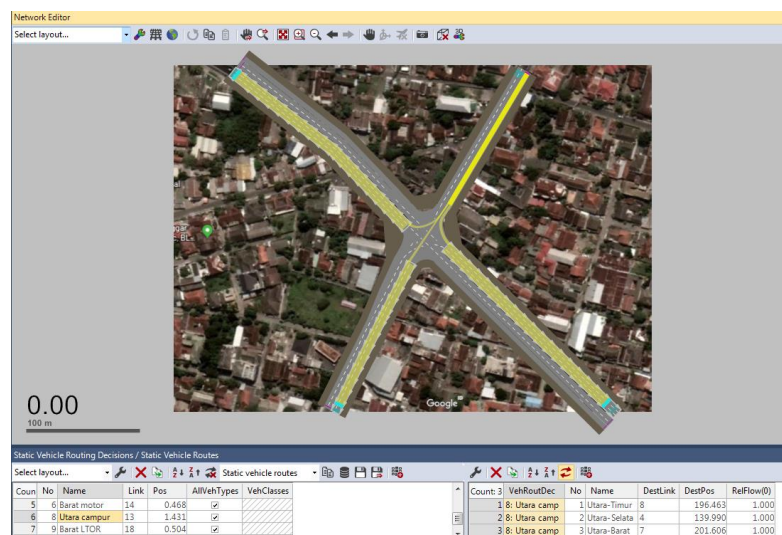 Network Editor
Select layout...
gar
c. BL
Google
0.00
100 m
Static Vehicle Routing Decisions / Static Vehicle Routes
Select layout... Static vehicle routes
Coun No Name Link Pos AllVehTypes VehClasses
5 6 Barat motor 14 0.468
6 8 Utara campur 13 1.431
7 9 Barat LTOR 18 0.504
Count: 3 VehRoutDec No Name DestLink DestPos RelFlow(0)
1 8: Utara camp 1 Utara-Timur 8 196.463 1.000
2 8: Utara camp 2 Utara-Selata 4 139.990 1.000
3 8: Utara camp 3 Utara-Barat 7 201.606 1.000